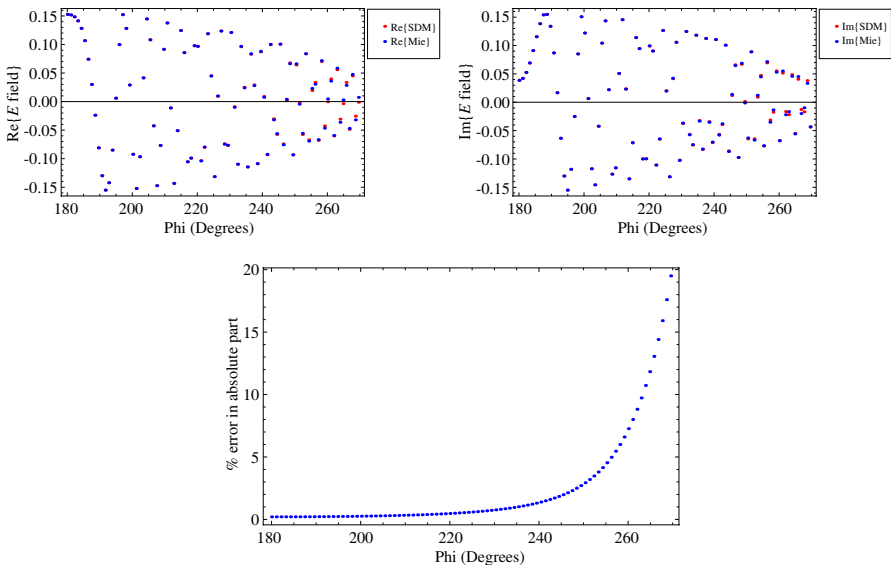 Re{E field}
0.15
0.10
0.05
0.00
-0.05
-0.10
-0.15
180 200 220 240 260
Phi (Degrees)
Re{SDM}
Re{Mie}
Im{E field}
0.15
0.10
0.05
0.00
-0.05
-0.10
-0.15
180 200 220 240 260
Phi (Degrees)
Im{SDM}
Im{Mie}
% error in absolute part
20
15
10
5
0
180 200 220 240 260
Phi (Degrees)